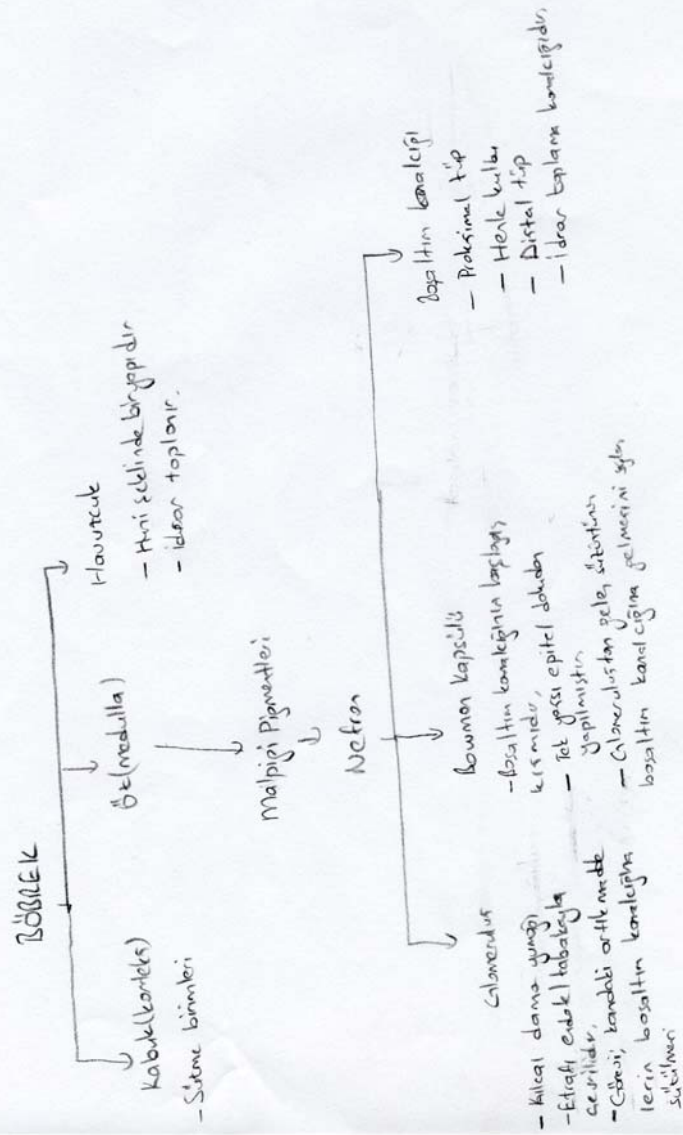 BÖBREK
Kabuk(korteks)
- Süzme birimleri
Öz(medulla)
Havuzcuk
- Huni şeklinde bir yapıdır
- idrar toplanır.
Malpigi Pigmentleri
Nefron
Glomerulus
- Kılcal damar yumağı
- Etrafı endotel tabakayla
çevrilidir.
- Görevi; kandaki artık madde
lerin boşaltım kanalcığına
süzülmesi
Bowman kapsülü
- Boşaltım kanalcığının başlangıç
kısmıdır.
- Tek yassı epitel dokudan
yapılmıştır.
- Glomerulustan gelen süzüntünün
boşaltım kanalcığına gelmesini sağlar.
Boşaltım kanalcığı
- Proksimal tüp
- Henle kulbu
- Distal tüp
- İdrar toplama kanalcığıdır.